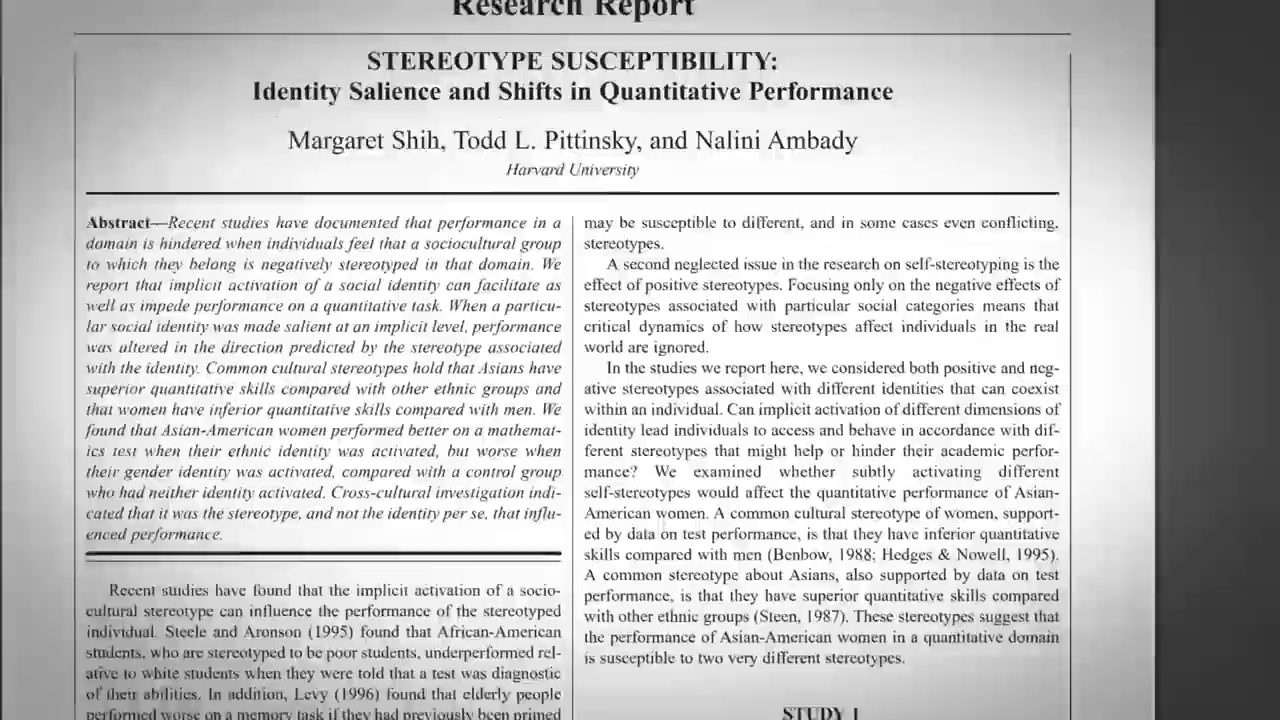 Research Report
STEREOTYPE SUSCEPTIBILITY:
Identity Salience and Shifts in Quantitative Performance
Margaret Shih, Todd L. Pittinsky, and Nalini Ambady
Harvard University
Abstract—Recent studies have documented that performance in a
domain is hindered when individuals feel that a sociocultural group
to which they belong is negatively stereotyped in that domain. We
report that implicit activation of a social identity can facilitate as
well as impede performance on a quantitative task. When a particu-
lar social identity was made salient at an implicit level, performance
was altered in the direction predicted by the stereotype associated
with the identity. Common cultural stereotypes hold that Asians have
superior quantitative skills compared with other ethnic groups and
that women have inferior quantitative skills compared with men. We
found that Asian-American women performed better on a mathemat-
ics test when their ethnic identity was activated, but worse when
their gender identity was activated, compared with a control group
who had neither identity activated. Cross-cultural investigation indi-
cated that it was the stereotype, and not the identity per se, that influ-
enced performance.
Recent studies have found that the implicit activation of a socio-
cultural stereotype can influence the performance of the stereotyped
individual. Steele and Aronson (1995) found that African-American
students, who are stereotyped to be poor students, underperformed rel-
ative to white students when they were told that a test was diagnostic
of their abilities. In addition, Levy (1996) found that elderly people
performed worse on a memory task if they had previously been primed
may be susceptible to different, and in some cases even conflicting,
stereotypes.
A second neglected issue in the research on self-stereotyping is the
effect of positive stereotypes. Focusing only on the negative effects of
stereotypes associated with particular social categories means that
critical dynamics of how stereotypes affect individuals in the real
world are ignored.
In the studies we report here, we considered both positive and neg-
ative stereotypes associated with different identities that can coexist
within an individual. Can implicit activation of different dimensions of
identity lead individuals to access and behave in accordance with dif-
ferent stereotypes that might help or hinder their academic perfor-
mance? We examined whether subtly activating different
self-stereotypes would affect the quantitative performance of Asian-
American women. A common cultural stereotype of women, support-
ed by data on test performance, is that they have inferior quantitative
skills compared with men (Benbow, 1988; Hedges & Nowell, 1995).
A common stereotype about Asians, also supported by data on test
performance, is that they have superior quantitative skills compared
with other ethnic groups (Steen, 1987). These stereotypes suggest that
the performance of Asian-American women in a quantitative domain
is susceptible to two very different stereotypes.
STUDY 1